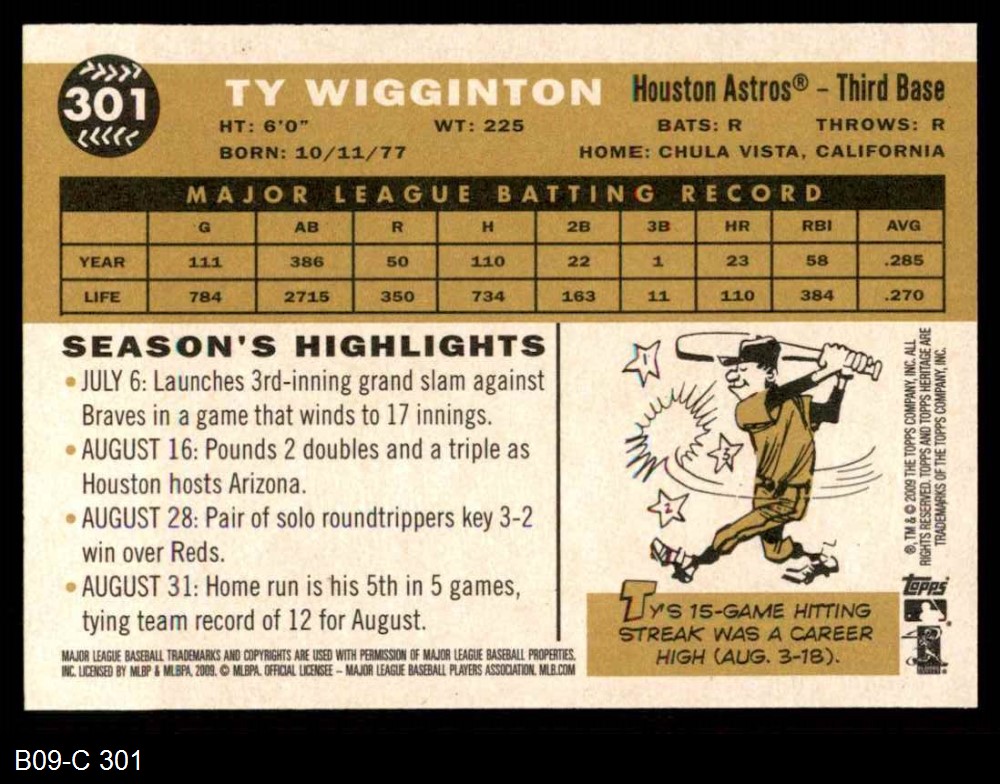 301
TY WIGGINTON
Houston Astros® – Third Base
HT: 6'0" WT: 225 BATS: R THROWS: R
BORN: 10/11/77 HOME: CHULA VISTA, CALIFORNIA
MAJOR LEAGUE BATTING RECORD
G AB R H 2B 3B HR RBI AVG
YEAR 111 386 50 110 22 1 23 58 .285
LIFE 784 2715 350 734 163 11 110 384 .270
SEASON'S HIGHLIGHTS
• JULY 6: Launches 3rd-inning grand slam against
Braves in a game that winds to 17 innings.
• AUGUST 16: Pounds 2 doubles and a triple as
Houston hosts Arizona.
• AUGUST 28: Pair of solo roundtrippers key 3-2
win over Reds.
• AUGUST 31: Home run is his 5th in 5 games,
tying team record of 12 for August.
MAJOR LEAGUE BASEBALL TRADEMARKS AND COPYRIGHTS ARE USED WITH PERMISSION OF MAJOR LEAGUE BASEBALL PROPERTIES,
INC. LICENSED BY MLBP & MLBPA, 2009. © MLBPA. OFFICIAL LICENSEE – MAJOR LEAGUE BASEBALL PLAYERS ASSOCIATION. MLB.COM
1
3
2
TY'S 15-GAME HITTING
STREAK WAS A CAREER
HIGH (AUG. 3-18).
®, TM & © 2009 THE TOPPS COMPANY, INC. ALL
RIGHTS RESERVED. TOPPS AND TOPPS HERITAGE ARE
TRADEMARKS OF THE TOPPS COMPANY, INC.
topps
B09-C 301